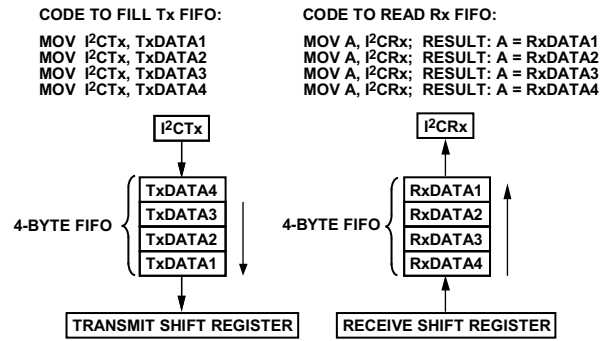 CODE TO FILL Tx FIFO:
MOV I²CTx, TxDATA1
MOV I²CTx, TxDATA2
MOV I²CTx, TxDATA3
MOV I²CTx, TxDATA4
I²CTx
4-BYTE FIFO
TxDATA4
TxDATA3
TxDATA2
TxDATA1
TRANSMIT SHIFT REGISTER
CODE TO READ Rx FIFO:
MOV A, I²CRx; RESULT: A = RxDATA1
MOV A, I²CRx; RESULT: A = RxDATA2
MOV A, I²CRx; RESULT: A = RxDATA3
MOV A, I²CRx; RESULT: A = RxDATA4
I²CRx
4-BYTE FIFO
RxDATA1
RxDATA2
RxDATA3
RxDATA4
RECEIVE SHIFT REGISTER